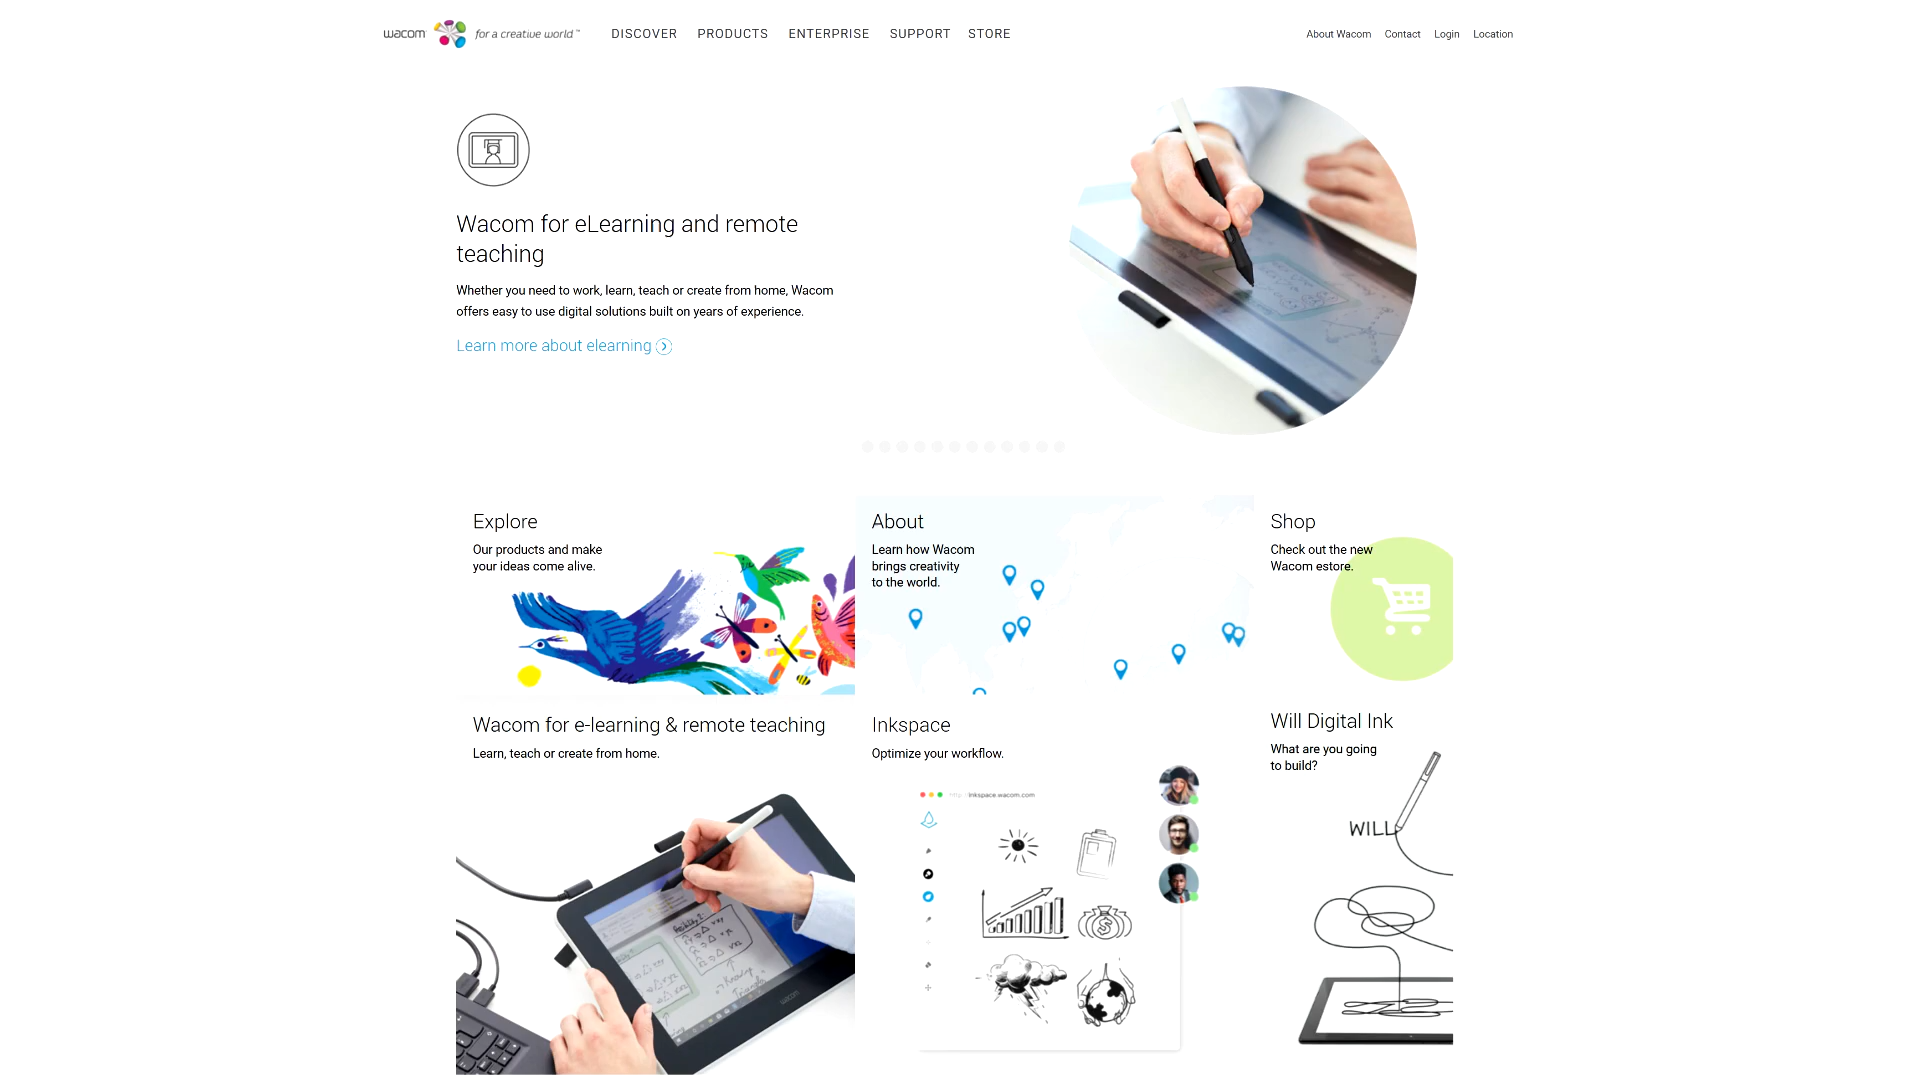 wacom for a creative world™ DISCOVER PRODUCTS ENTERPRISE SUPPORT STORE About Wacom Contact Login Location
Wacom for eLearning and remote
teaching
Whether you need to work, learn, teach or create from home, Wacom
offers easy to use digital solutions built on years of experience.
Learn more about elearning
Explore
Our products and make
your ideas come alive.
About
Learn how Wacom
brings creativity
to the world.
Shop
Check out the new
Wacom estore.
Wacom for e-learning & remote teaching
Learn, teach or create from home.
wacom
Inkspace
Optimize your workflow.
http://inkspace.wacom.com
$
Will Digital Ink
What are you going
to build?
WILL